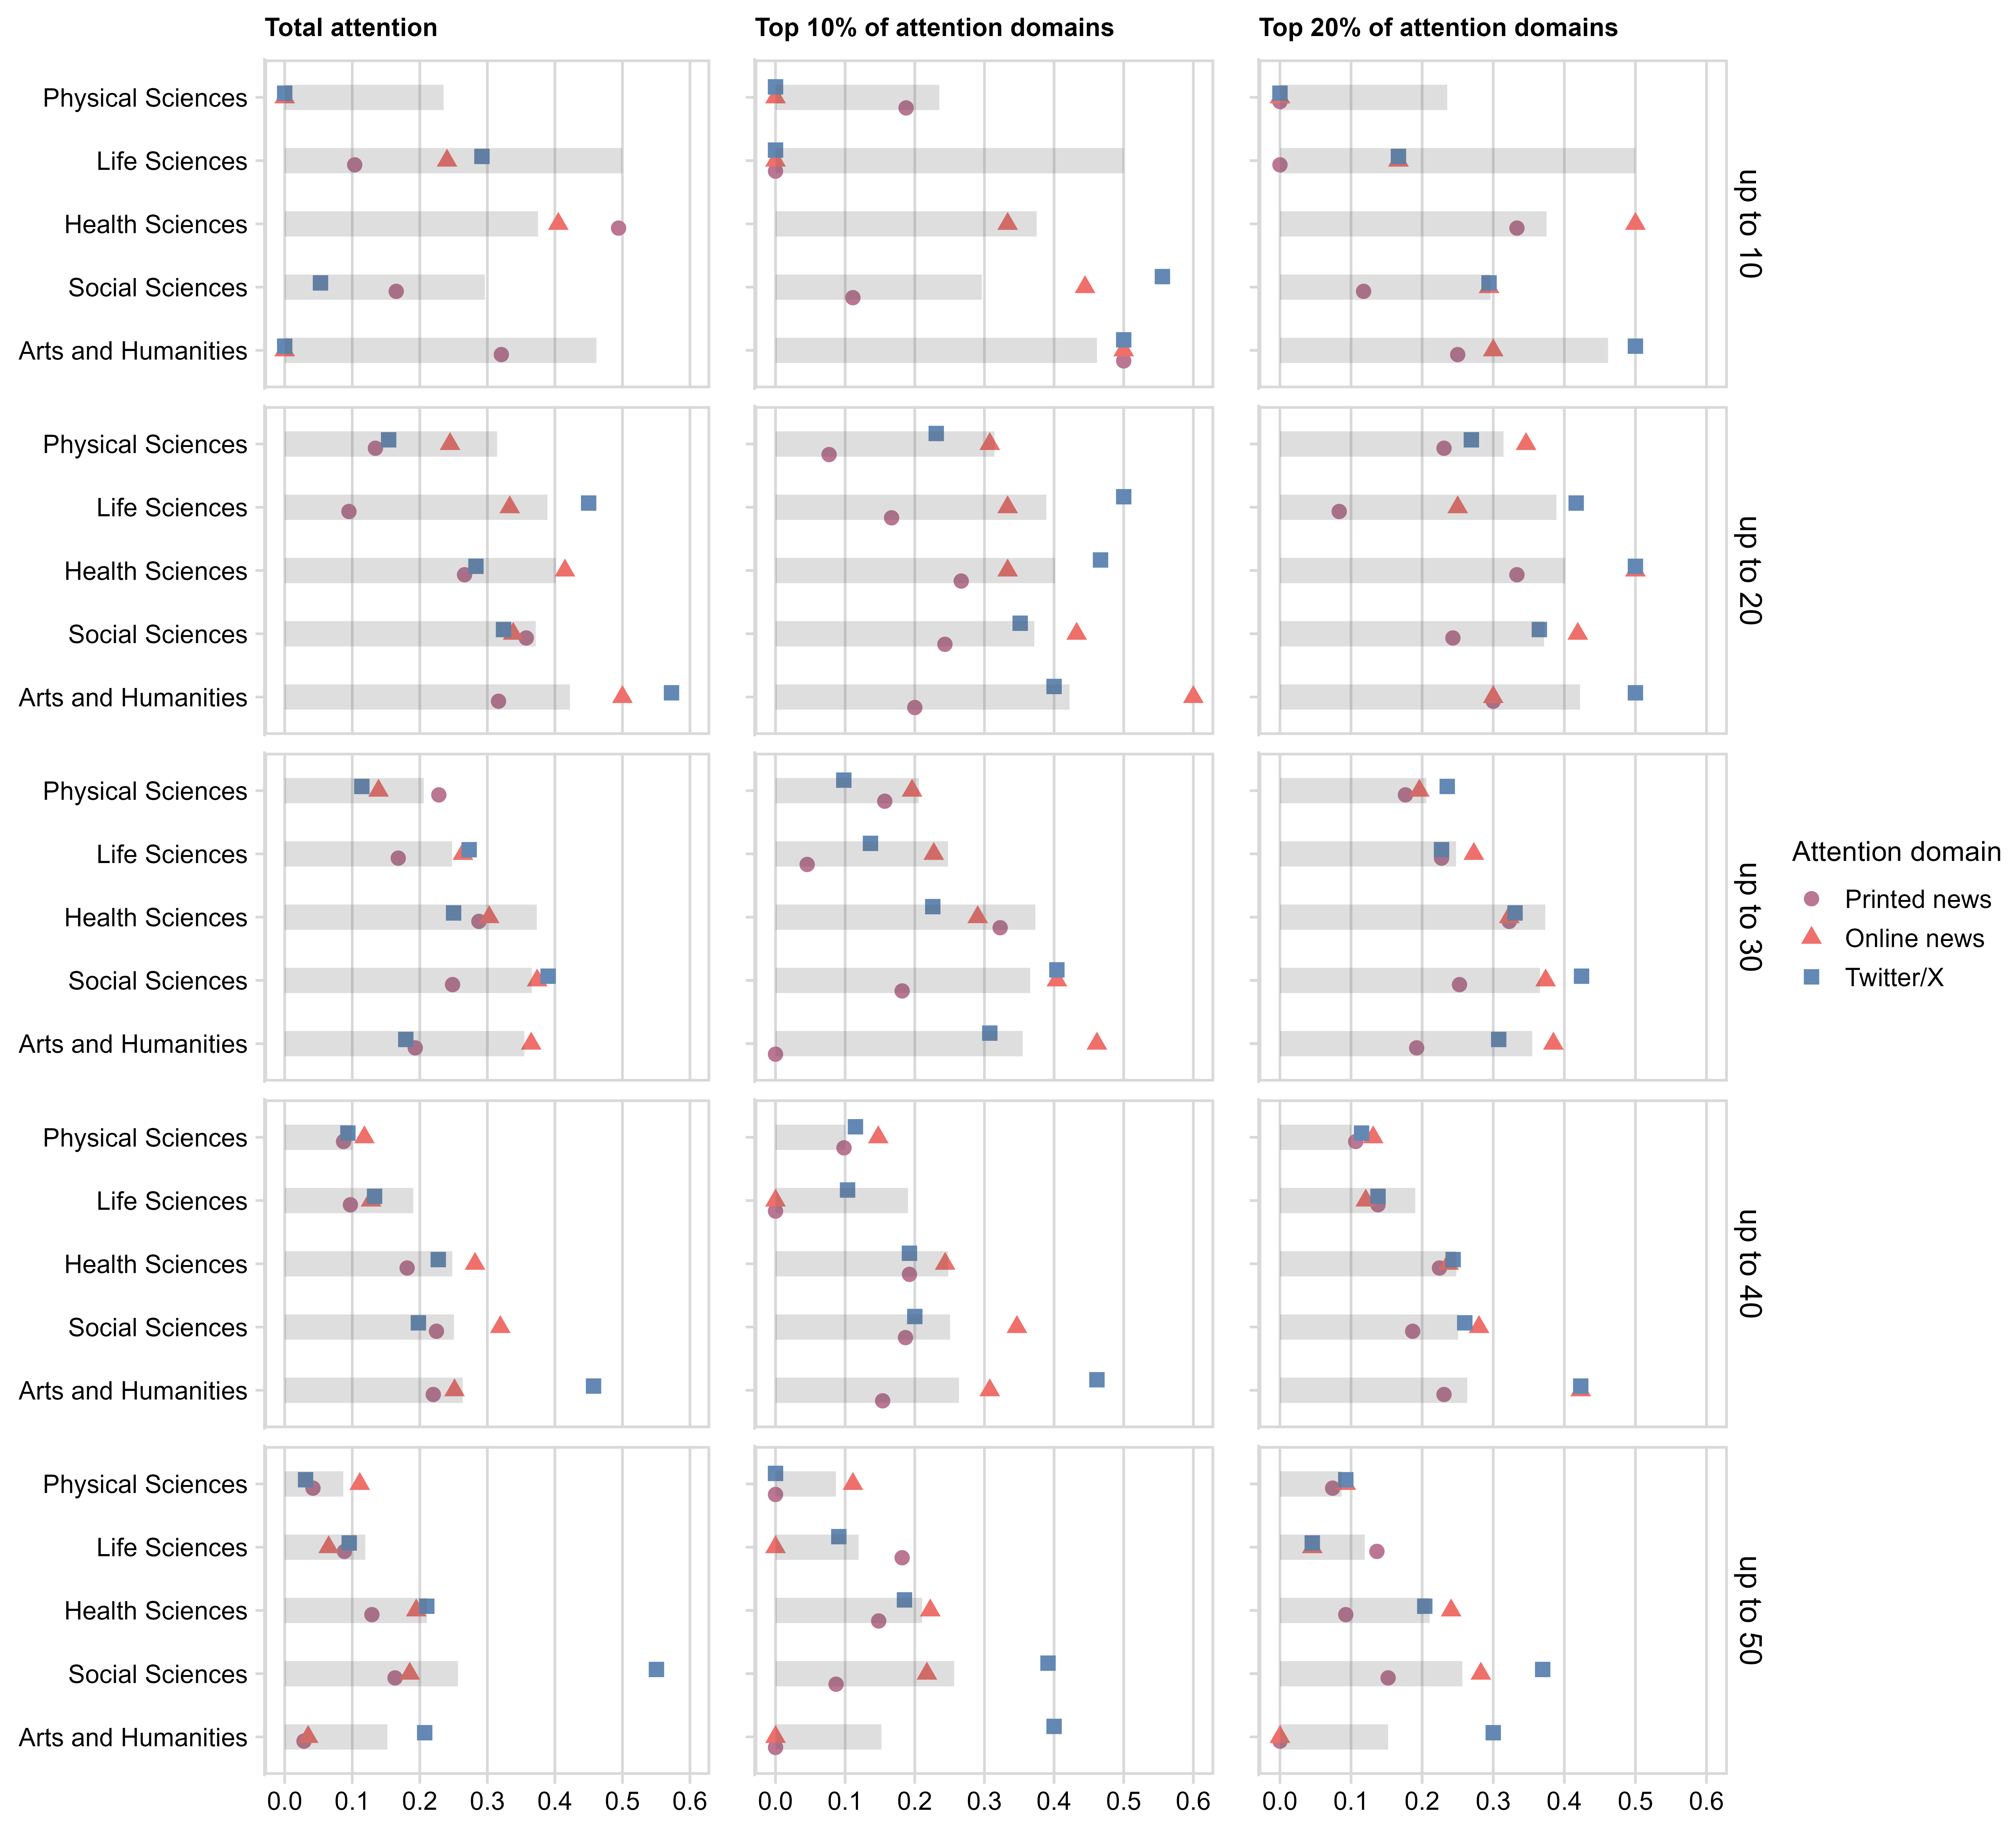 Total attention
Top 10% of attention domains
Top 20% of attention domains
Physical Sciences
Life Sciences
Health Sciences
Social Sciences
Arts and Humanities
up to 10
Physical Sciences
Life Sciences
Health Sciences
Social Sciences
Arts and Humanities
up to 20
Physical Sciences
Life Sciences
Health Sciences
Social Sciences
Arts and Humanities
up to 30
Physical Sciences
Life Sciences
Health Sciences
Social Sciences
Arts and Humanities
up to 40
Physical Sciences
Life Sciences
Health Sciences
Social Sciences
Arts and Humanities
up to 50
0.0 0.1 0.2 0.3 0.4 0.5 0.6
0.0 0.1 0.2 0.3 0.4 0.5 0.6
0.0 0.1 0.2 0.3 0.4 0.5 0.6
Attention domain
Printed news
Online news
Twitter/X